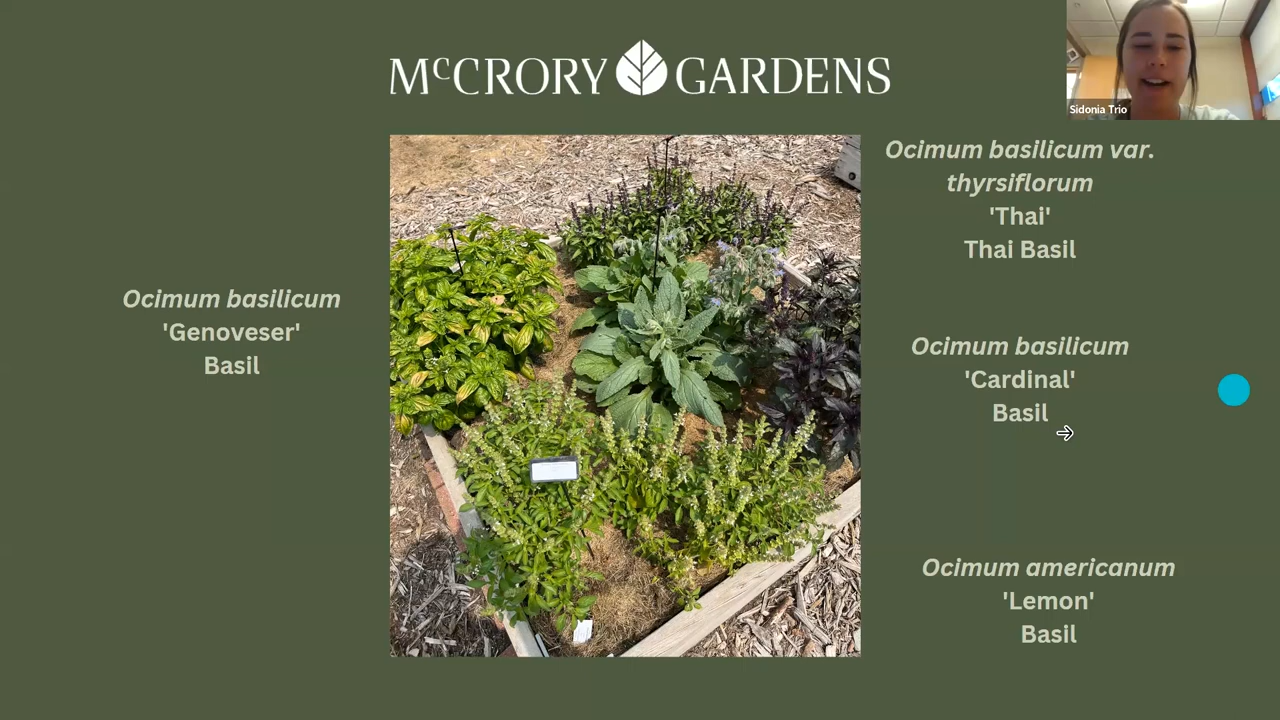 McCRORY GARDENS
Sidonia Trio
Ocimum basilicum var.
thyrsiflorum
'Thai'
Thai Basil
Ocimum basilicum
'Genoveser'
Basil
Ocimum basilicum
'Cardinal'
Basil
Ocimum americanum
'Lemon'
Basil